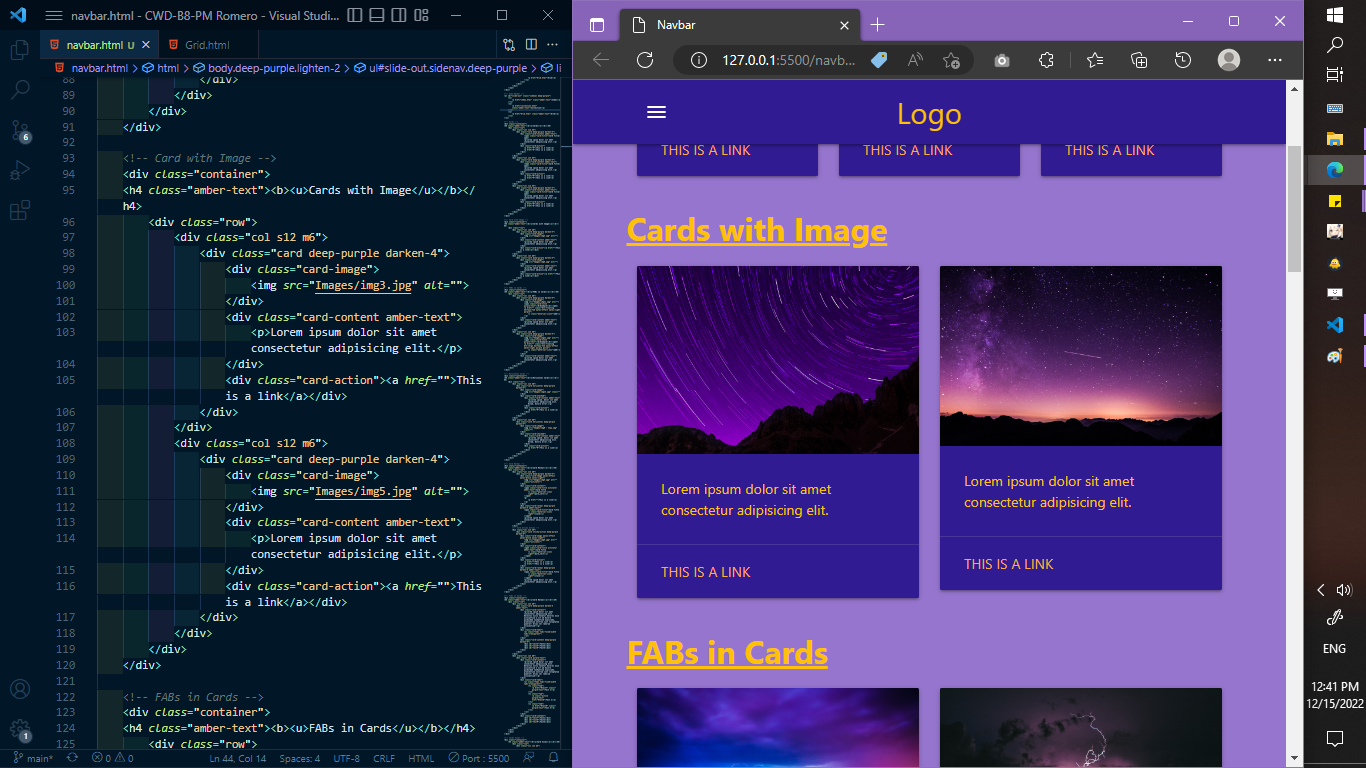 navbar.html - CWD-B8-PM Romero - Visual Studi...
navbar.html U
Grid.html
navbar.html > html > body.deep-purple.lighten-2 > ul#slide-out.sidenav.deep-purple > li
88 </div>
89 </div>
90 </div>
91 </div>
92
93 <!-- Card with Image -->
94 <div class="container">
95 <h4 class="amber-text"><b><u>Cards with Image</u></b></
h4>
96 <div class="row">
97 <div class="col s12 m6">
98 <div class="card deep-purple darken-4">
99 <div class="card-image">
100 <img src="Images/img3.jpg" alt="">
101 </div>
102 <div class="card-content amber-text">
103 <p>Lorem ipsum dolor sit amet
consectetur adipisicing elit.</p>
104 </div>
105 <div class="card-action"><a href="">This
is a link</a></div>
106 </div>
107 </div>
108 <div class="col s12 m6">
109 <div class="card deep-purple darken-4">
110 <div class="card-image">
111 <img src="Images/img5.jpg" alt="">
112 </div>
113 <div class="card-content amber-text">
114 <p>Lorem ipsum dolor sit amet
consectetur adipisicing elit.</p>
115 </div>
116 <div class="card-action"><a href="">This
is a link</a></div>
117 </div>
118 </div>
119 </div>
120 </div>
121
122 <!-- FABs in Cards -->
123 <div class="container">
124 <h4 class="amber-text"><b><u>FABs in Cards</u></b></h4>
125 <div class="row">
6
1
main*
0 0
Ln 44, Col 14
Spaces: 4
UTF-8
CRLF
HTML
Port : 5500
Navbar
127.0.0.1:5500/navb...
Logo
THIS IS A LINK
THIS IS A LINK
THIS IS A LINK
Cards with Image
Lorem ipsum dolor sit amet
consectetur adipisicing elit.
THIS IS A LINK
Lorem ipsum dolor sit amet
consectetur adipisicing elit.
THIS IS A LINK
FABs in Cards
ENG
12:41 PM
12/15/2022